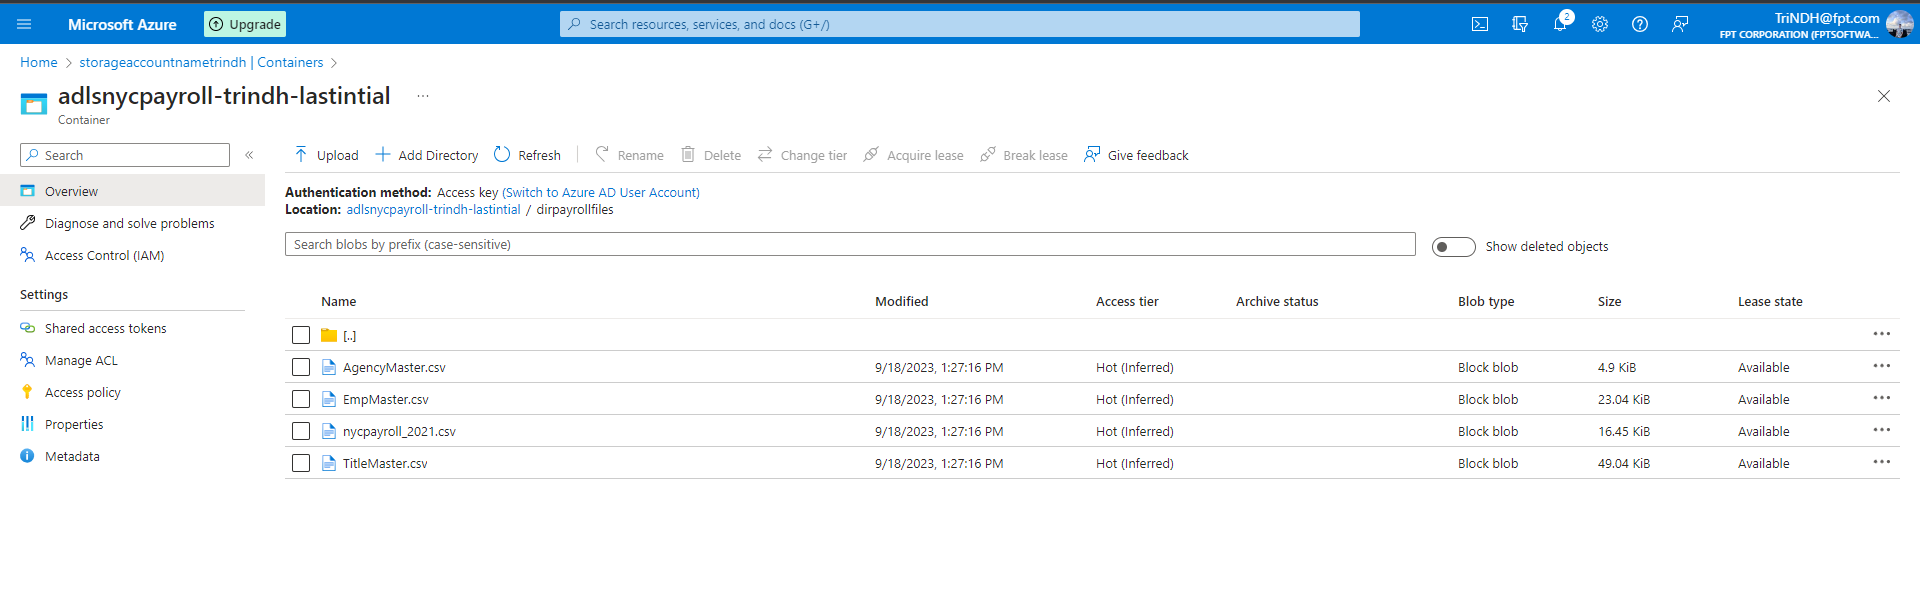 Microsoft Azure Upgrade Search resources, services, and docs (G+/) 2 TriNDH@fpt.com
FPT CORPORATION (FPTSOFTWA...
Home > storageaccountnametrindh | Containers >
adlsnycpayroll-trindh-lastintial ...
Container
Search «
Upload Add Directory Refresh Rename Delete Change tier Acquire lease Break lease Give feedback
Overview
Diagnose and solve problems
Access Control (IAM)
Settings
Shared access tokens
Manage ACL
Access policy
Properties
Metadata
Authentication method: Access key (Switch to Azure AD User Account)
Location: adlsnycpayroll-trindh-lastintial / dirpayrollfiles
Search blobs by prefix (case-sensitive)
Show deleted objects
Name Modified Access tier Archive status Blob type Size Lease state
[..] ...
AgencyMaster.csv 9/18/2023, 1:27:16 PM Hot (Inferred) Block blob 4.9 KiB Available ...
EmpMaster.csv 9/18/2023, 1:27:16 PM Hot (Inferred) Block blob 23.04 KiB Available ...
nycpayroll_2021.csv 9/18/2023, 1:27:16 PM Hot (Inferred) Block blob 16.45 KiB Available ...
TitleMaster.csv 9/18/2023, 1:27:16 PM Hot (Inferred) Block blob 49.04 KiB Available ...